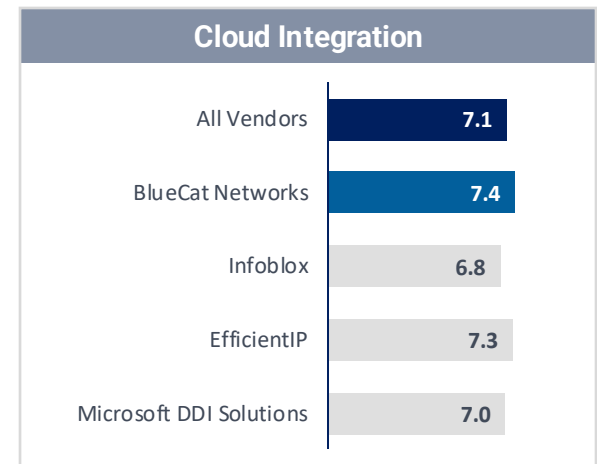 Cloud Integration
All Vendors 7.1
BlueCat Networks 7.4
Infoblox 6.8
EfficientIP 7.3
Microsoft DDI Solutions 7.0